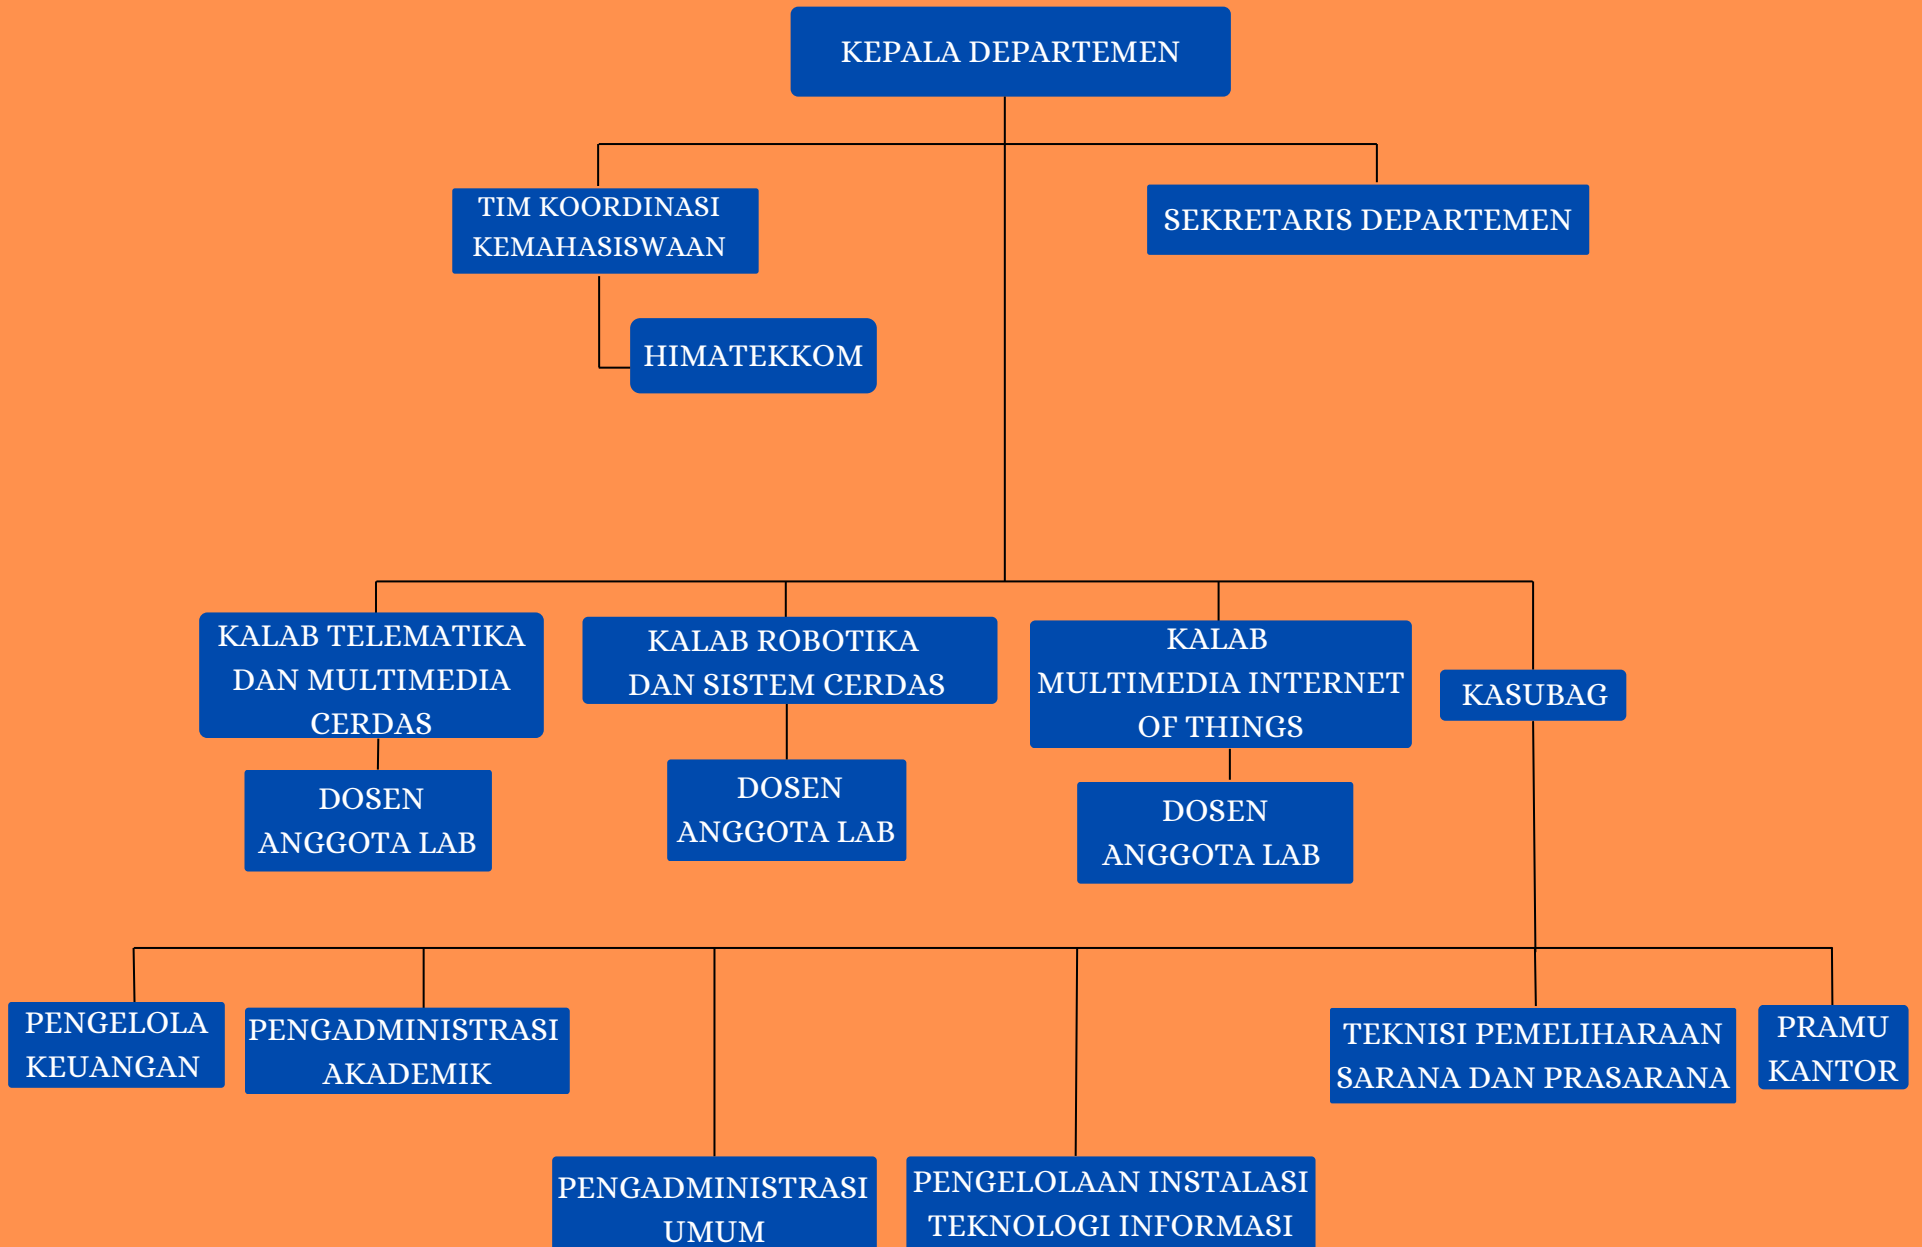 KEPALA DEPARTEMEN
TIM KOORDINASI
KEMAHASISWAAN
SEKRETARIS DEPARTEMEN
HIMATEKKOM
KALAB TELEMATIKA
DAN MULTIMEDIA
CERDAS
KALAB ROBOTIKA
DAN SISTEM CERDAS
KALAB
MULTIMEDIA INTERNET
OF THINGS
KASUBAG
DOSEN
ANGGOTA LAB
DOSEN
ANGGOTA LAB
DOSEN
ANGGOTA LAB
PENGELOLA
KEUANGAN
PENGADMINISTRASI
AKADEMIK
TEKNISI PEMELIHARAAN
SARANA DAN PRASARANA
PRAMU
KANTOR
PENGADMINISTRASI
UMUM
PENGELOLAAN INSTALASI
TEKNOLOGI INFORMASI